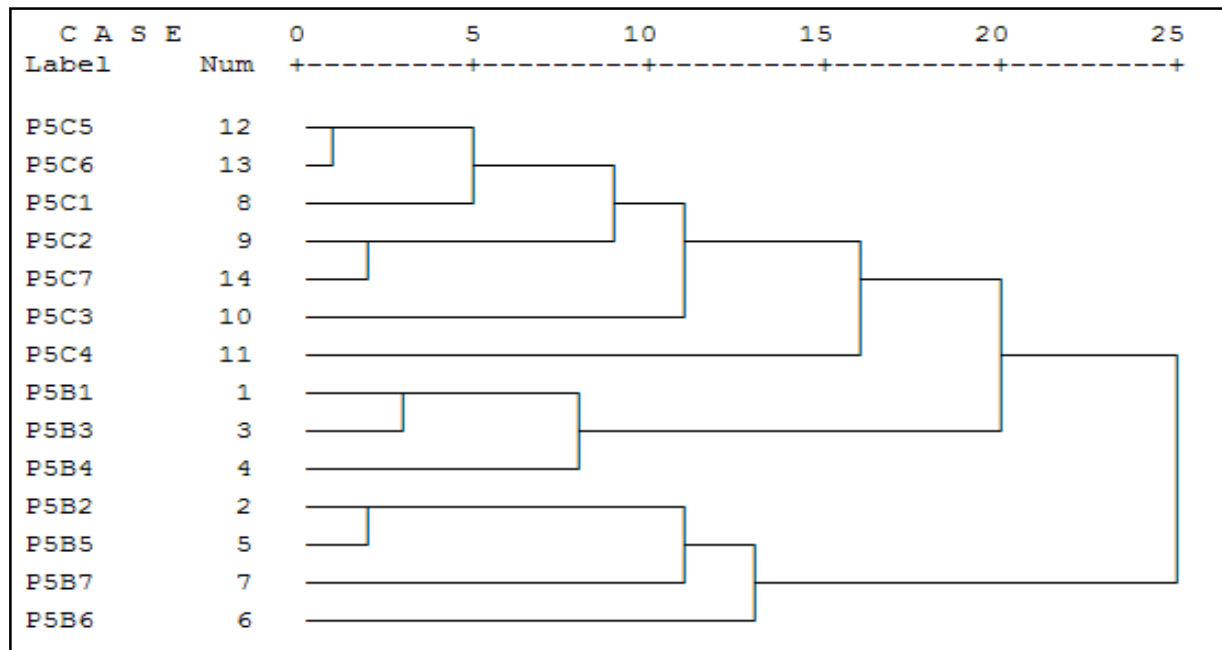 C A S E 0 5 10 15 20 25
Label Num +---------+---------+---------+---------+---------+
P5C5 12
P5C6 13
P5C1 8
P5C2 9
P5C7 14
P5C3 10
P5C4 11
P5B1 1
P5B3 3
P5B4 4
P5B2 2
P5B5 5
P5B7 7
P5B6 6